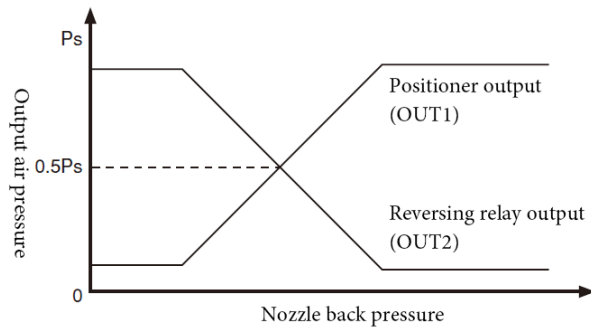 Ps
Output air pressure
0.5Ps
0
Positioner output
(OUT1)
Reversing relay output
(OUT2)
Nozzle back pressure